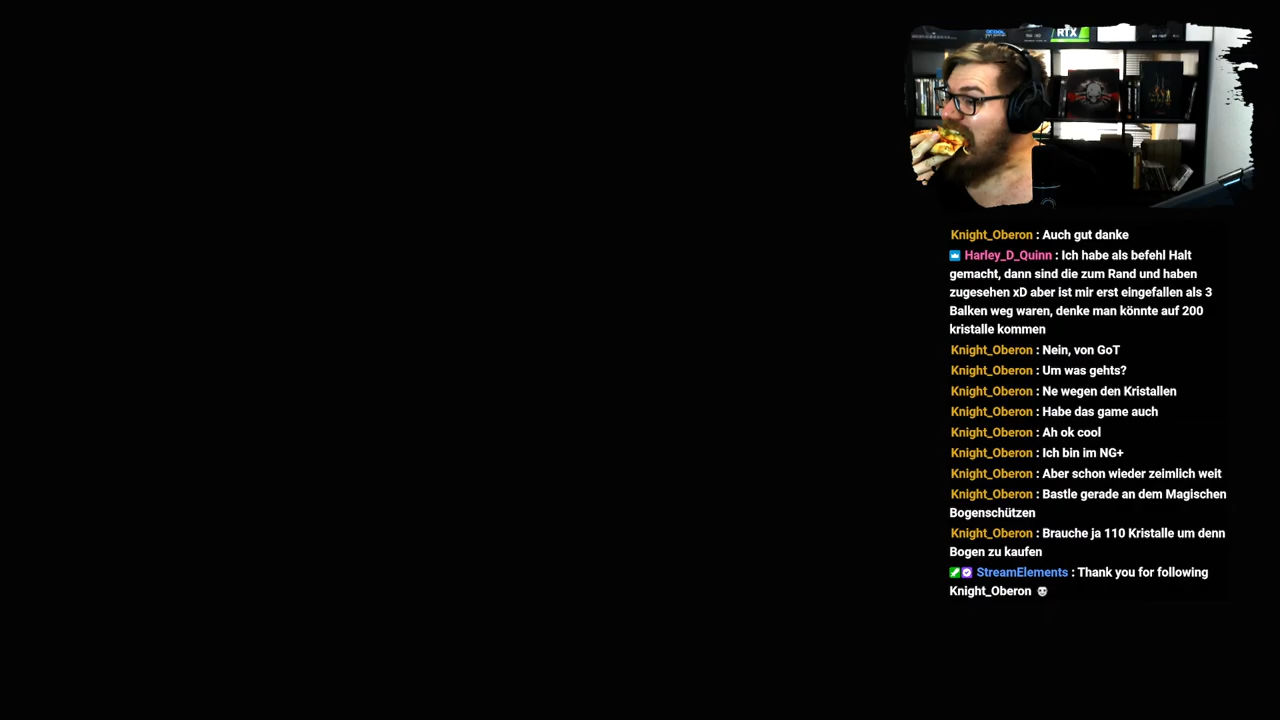 RTX
Knight_Oberon : Auch gut danke
Harley_D_Quinn : Ich habe als befehl Halt
gemacht, dann sind die zum Rand und haben
zugesehen xD aber ist mir erst eingefallen als 3
Balken weg waren, denke man könnte auf 200
kristalle kommen
Knight_Oberon : Nein, von GoT
Knight_Oberon : Um was gehts?
Knight_Oberon : Ne wegen den Kristallen
Knight_Oberon : Habe das game auch
Knight_Oberon : Ah ok cool
Knight_Oberon : Ich bin im NG+
Knight_Oberon : Aber schon wieder zeimlich weit
Knight_Oberon : Bastle gerade an dem Magischen
Bogenschützen
Knight_Oberon : Brauche ja 110 Kristalle um denn
Bogen zu kaufen
StreamElements : Thank you for following
Knight_Oberon